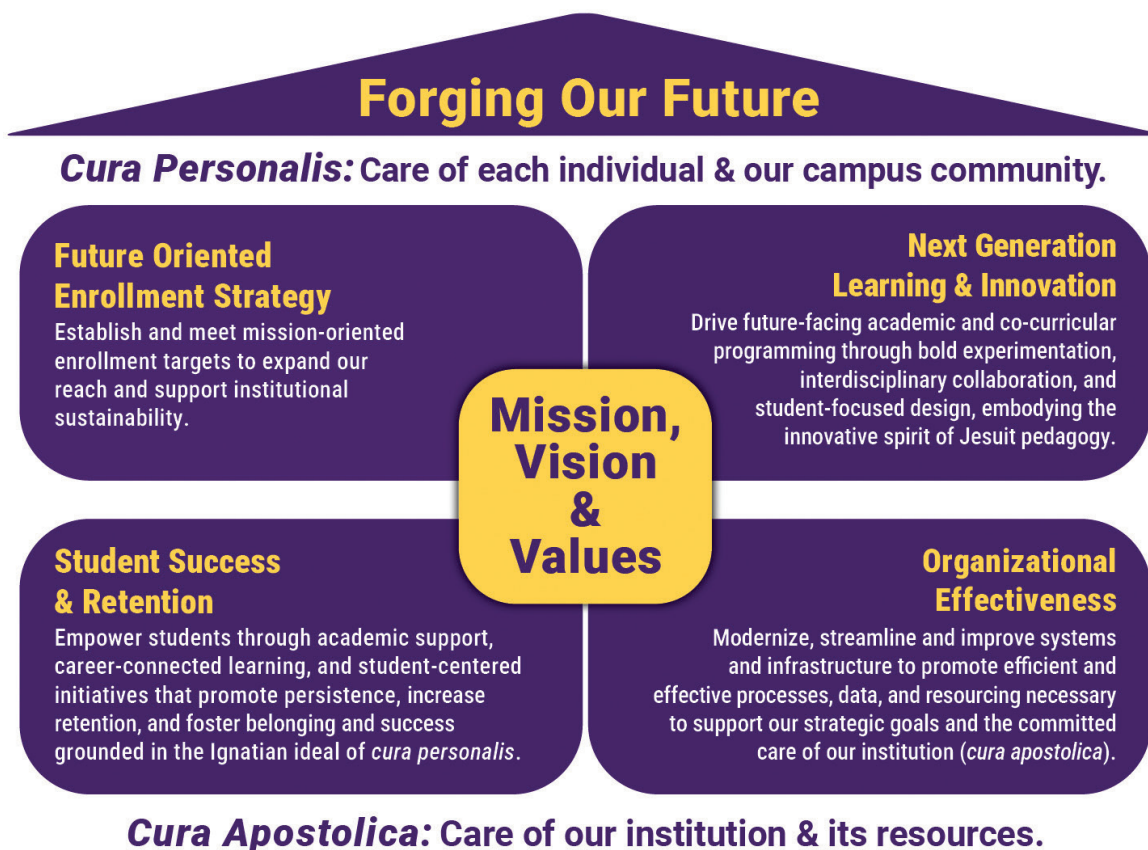 Forging Our Future
Cura Personalis: Care of each individual & our campus community.
Future Oriented
Enrollment Strategy
Establish and meet mission-oriented
enrollment targets to expand our
reach and support institutional
sustainability.
Next Generation
Learning & Innovation
Drive future-facing academic and co-curricular
programming through bold experimentation,
interdisciplinary collaboration, and
student-focused design, embodying the
innovative spirit of Jesuit pedagogy.
Mission,
Vision
&
Values
Student Success
& Retention
Empower students through academic support,
career-connected learning, and student-centered
initiatives that promote persistence, increase
retention, and foster belonging and success
grounded in the Ignatian ideal of cura personalis.
Organizational
Effectiveness
Modernize, streamline and improve systems
and infrastructure to promote efficient and
effective processes, data, and resourcing necessary
to support our strategic goals and the committed
care of our institution (cura apostolica).
Cura Apostolica: Care of our institution & its resources.